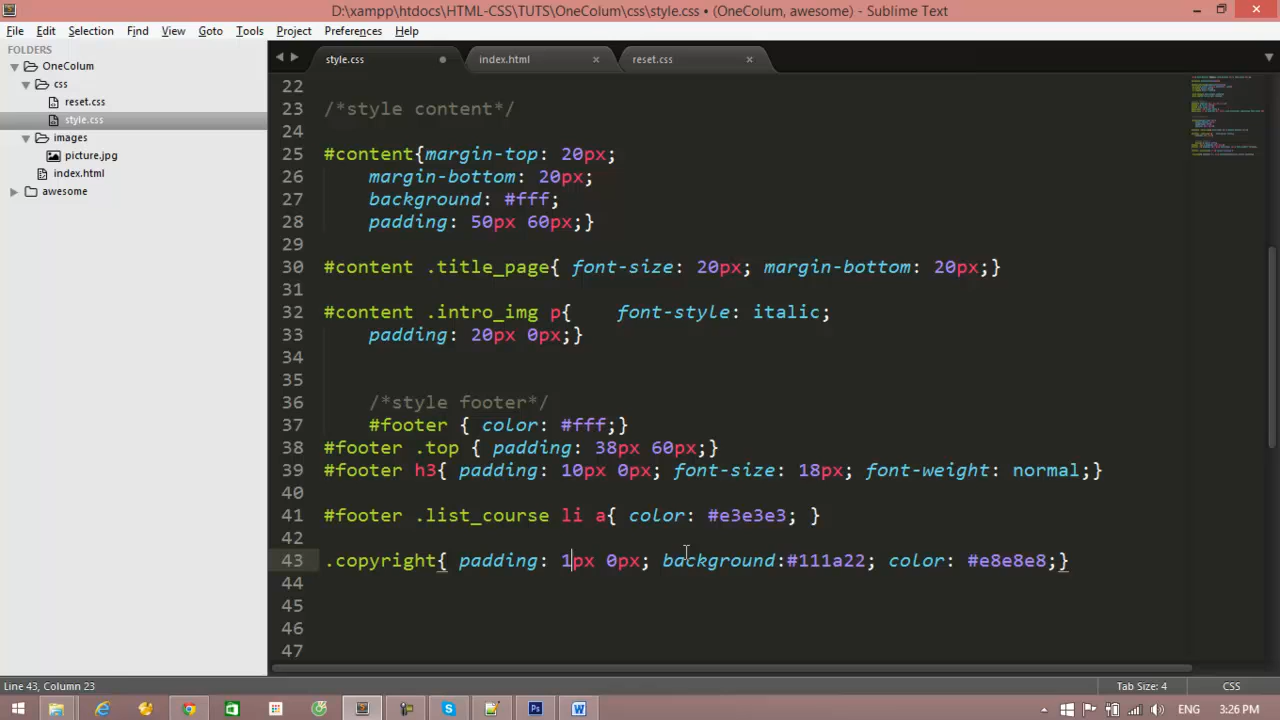 D:\xampp\htdocs\HTML-CSS\TUTS\OneColum\css\style.css • (OneColum, awesome) - Sublime Text
File Edit Selection Find View Goto Tools Project Preferences Help
FOLDERS
OneColum
css
reset.css
style.css
images
picture.jpg
index.html
awesome
style.css index.html reset.css
22
23 /*style content*/
24
25 #content{margin-top: 20px;
26 margin-bottom: 20px;
27 background: #fff;
28 padding: 50px 60px;}
29
30 #content .title_page{ font-size: 20px; margin-bottom: 20px;}
31
32 #content .intro_img p{ font-style: italic;
33 padding: 20px 0px;}
34
35
36 /*style footer*/
37 #footer { color: #fff;}
38 #footer .top { padding: 38px 60px;}
39 #footer h3{ padding: 10px 0px; font-size: 18px; font-weight: normal;}
40
41 #footer .list_course li a{ color: #e3e3e3; }
42
43 .copyright{ padding: 1px 0px; background:#111a22; color: #e8e8e8;}
44
45
46
47
Line 43, Column 23 Tab Size: 4 CSS
ENG 3:26 PM